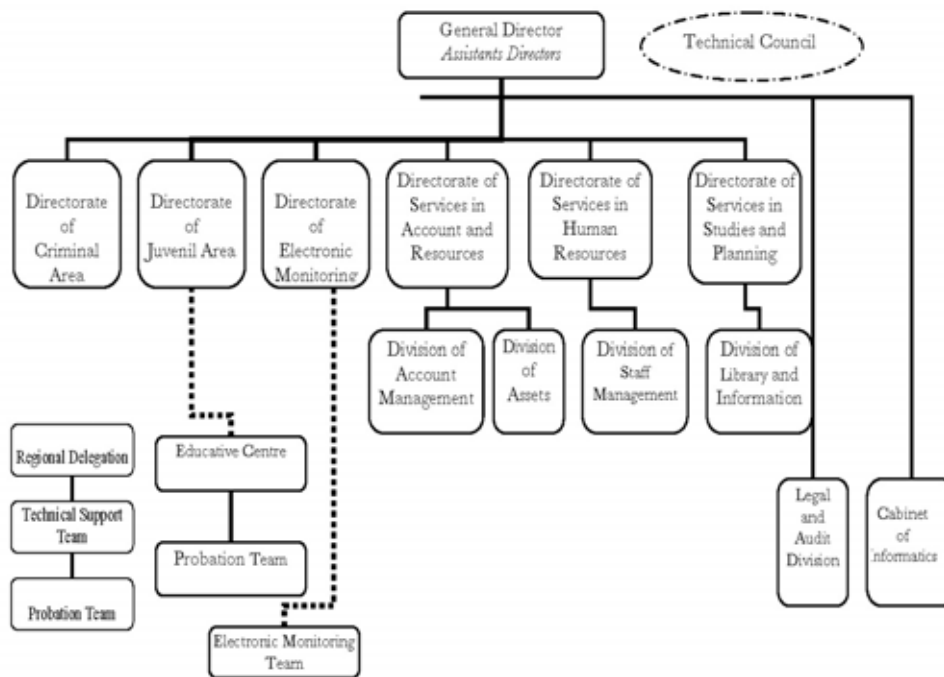 General Director
Assistants Directors
Technical Council
Directorate
of
Criminal
Area
Directorate
of
Juvenil Area
Directorate
of
Electronic
Monitoring
Directorate of
Services in
Account and
Resources
Directorate of
Services in
Human
Resources
Directorate of
Services in
Studies and
Planning
Division of
Account
Management
Division
of
Assets
Division of
Staff
Management
Division of
Library and
Information
Regional Delegation
Technical Support
Team
Probation Team
Educative Centre
Probation Team
Electronic Monitoring
Team
Legal
and
Audit
Division
Cabinet
of
Informatics